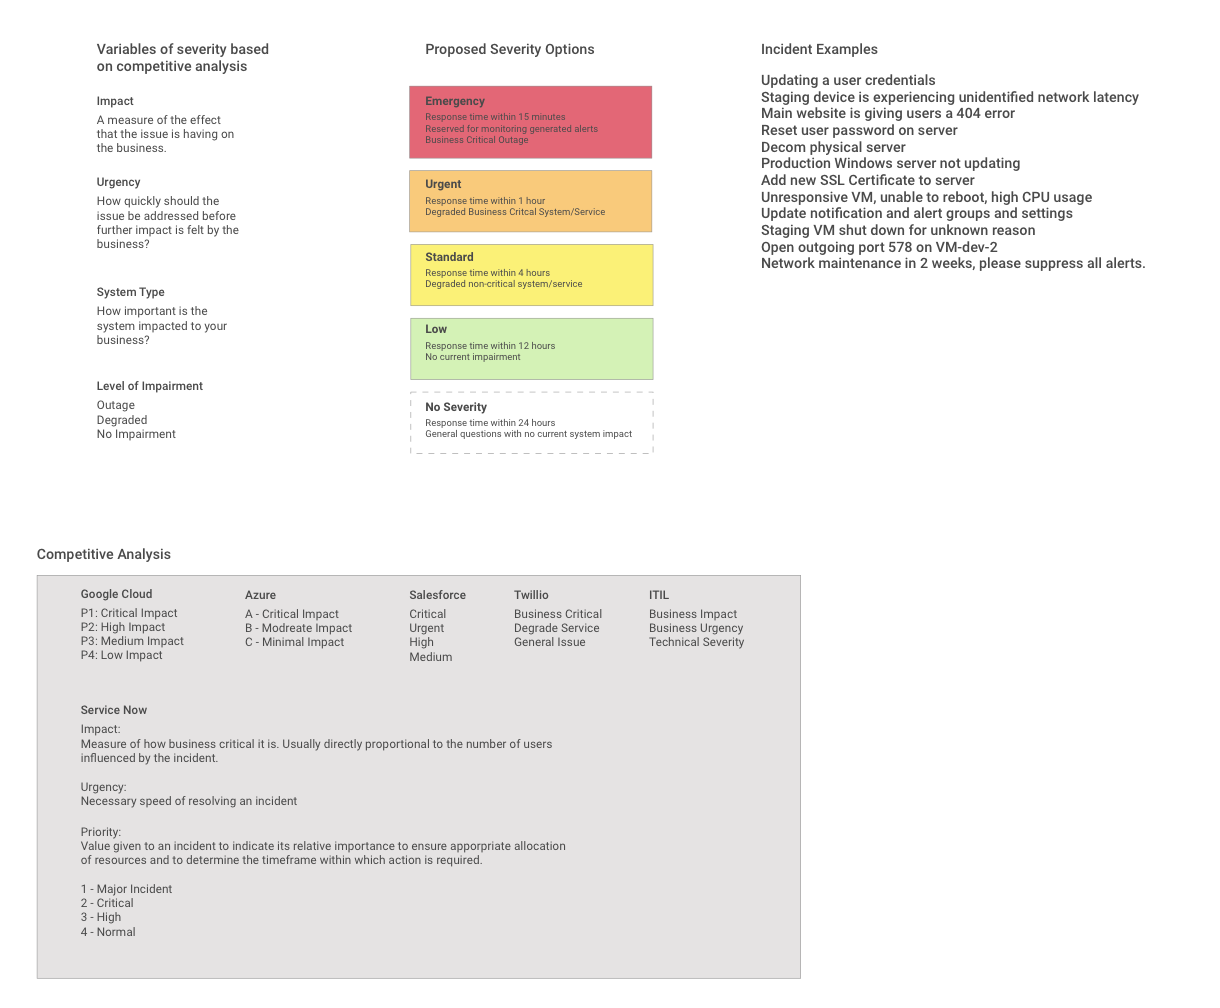 Variables of severity based
on competitive analysis
Impact
A measure of the effect
that the issue is having on
the business.
Urgency
How quickly should the
issue be addressed before
further impact is felt by the
business?
System Type
How important is the
system impacted to your
business?
Level of Impairment
Outage
Degraded
No Impairment
Proposed Severity Options
Emergency
Response time within 15 minutes
Reserved for monitoring generated alerts
Business Critical Outage
Urgent
Response time within 1 hour
Degraded Business Critcal System/Service
Standard
Response time within 4 hours
Degraded non-critical system/service
Low
Response time within 12 hours
No current impairment
No Severity
Response time within 24 hours
General questions with no current system impact
Incident Examples
Updating a user credentials
Staging device is experiencing unidentified network latency
Main website is giving users a 404 error
Reset user password on server
Decom physical server
Production Windows server not updating
Add new SSL Certificate to server
Unresponsive VM, unable to reboot, high CPU usage
Update notification and alert groups and settings
Staging VM shut down for unknown reason
Open outgoing port 578 on VM-dev-2
Network maintenance in 2 weeks, please suppress all alerts.
Competitive Analysis
Google Cloud
P1: Critical Impact
P2: High Impact
P3: Medium Impact
P4: Low Impact
Azure
A - Critical Impact
B - Modreate Impact
C - Minimal Impact
Salesforce
Critical
Urgent
High
Medium
Twillio
Business Critical
Degrade Service
General Issue
ITIL
Business Impact
Business Urgency
Technical Severity
Service Now
Impact:
Measure of how business critical it is. Usually directly proportional to the number of users
influenced by the incident.
Urgency:
Necessary speed of resolving an incident
Priority:
Value given to an incident to indicate its relative importance to ensure apporpriate allocation
of resources and to determine the timeframe within which action is required.
1 - Major Incident
2 - Critical
3 - High
4 - Normal